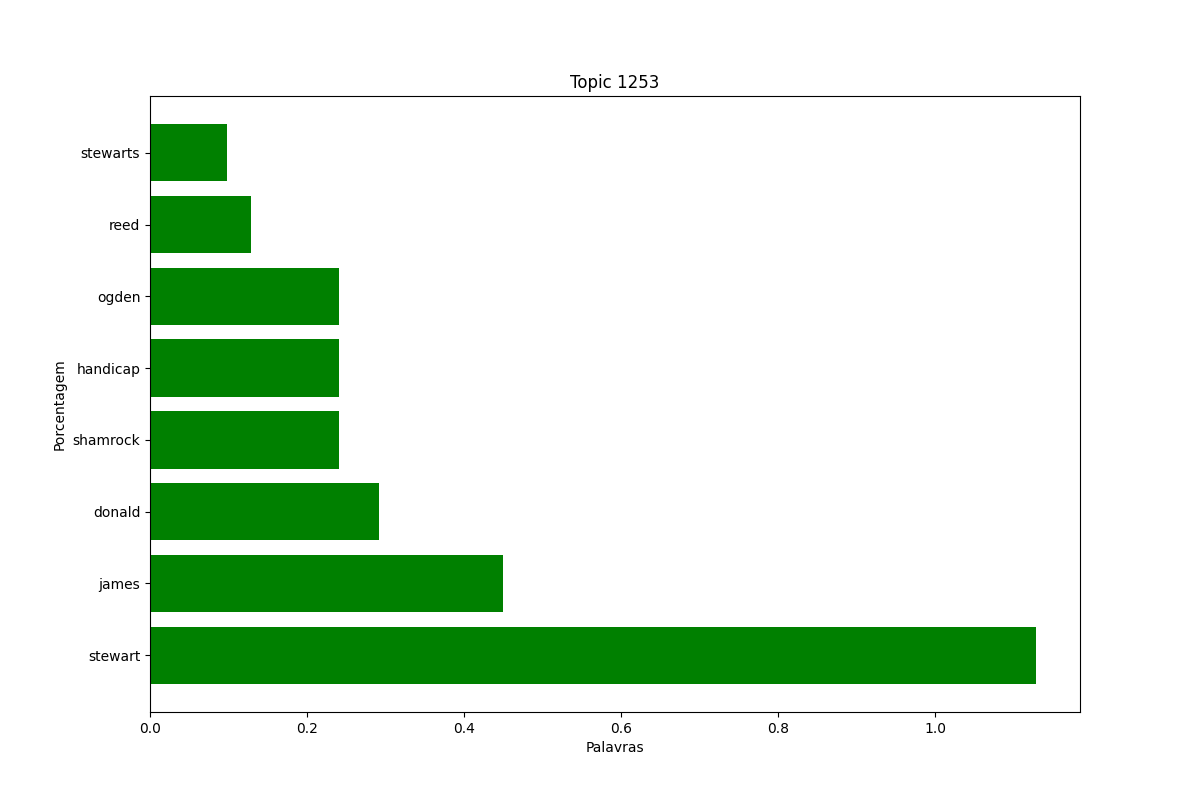 Topic 1253
stewarts
reed
ogden
handicap
shamrock
donald
james
stewart
Porcentagem
0.0 0.2 0.4 0.6 0.8 1.0
Palavras